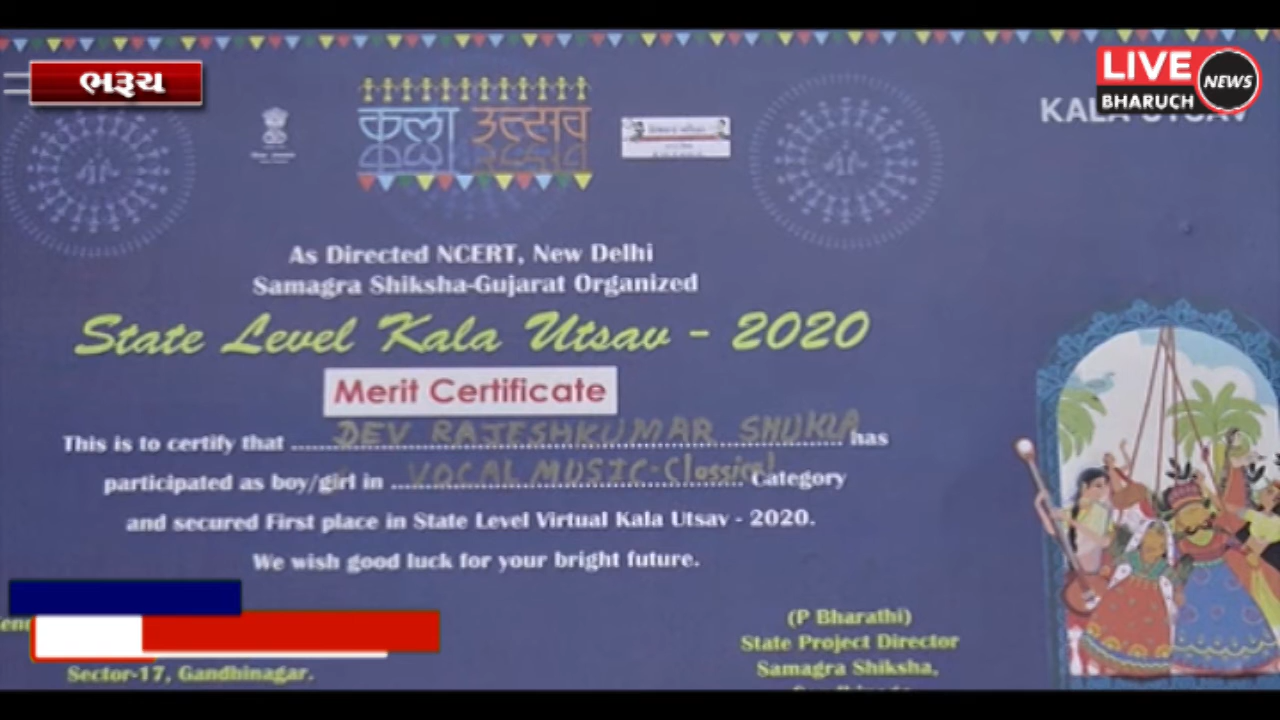 ભરૂચ
LIVE
NEWS
BHARUCH
कला उत्सव
As Directed NCERT, New Delhi
Samagra Shiksha-Gujarat Organized
State Level Kala Utsav - 2020
Merit Certificate
This is to certify that DEV RAJESHKUMAR SHUKLA has
participated as boy/girl in VOCAL MUSIC-Classical Category
and secured First place in State Level Virtual Kala Utsav - 2020.
We wish good luck for your bright future.
(P Bharathi)
State Project Director
Samagra Shiksha,
Sector-17, Gandhinagar.